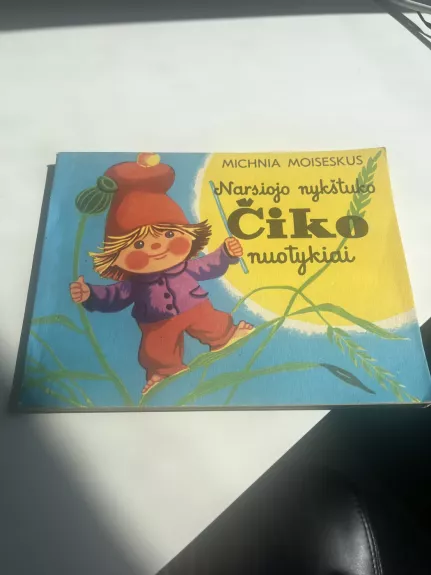 MICHNIA MOISESKUS
Narsiojo nykštuko
Čiko
nuotykiai